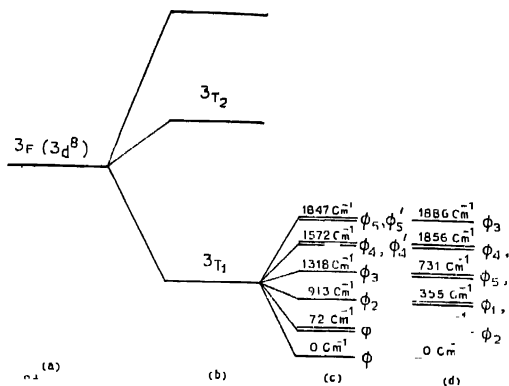 3T2
3F (3d8)
1847 Cm-1 ϕ5, ϕ5' 1886 Cm-1 ϕ3
1572 Cm-1 ϕ4, ϕ4' 1856 Cm-1 ϕ4,
3T1 1318 Cm-1 ϕ3 731 Cm-1 ϕ5,
913 Cm-1 ϕ2 355 Cm-1 ϕ1,
72 Cm-1 φ ϕ2
0 Cm-1 ϕ 0 Cm-
(a) (b) (c) (d)